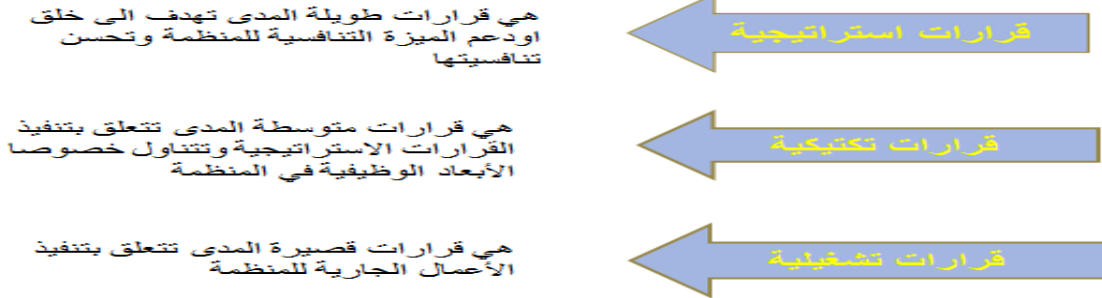 قرارات استراتيجية
هي قرارات طويلة المدى تهدف الى خلق
اودعم الميزة التنافسية للمنظمة وتحسن
تنافسيتها
قرارات تكتيكية
هي قرارات متوسطة المدى تتعلق بتنفيذ
القرارات الاستراتيجية وتتناول خصوصا
الأبعاد الوظيفية في المنظمة
قرارات تشغيلية
هي قرارات قصيرة المدى تتعلق بتنفيذ
الأعمال الجارية للمنظمة